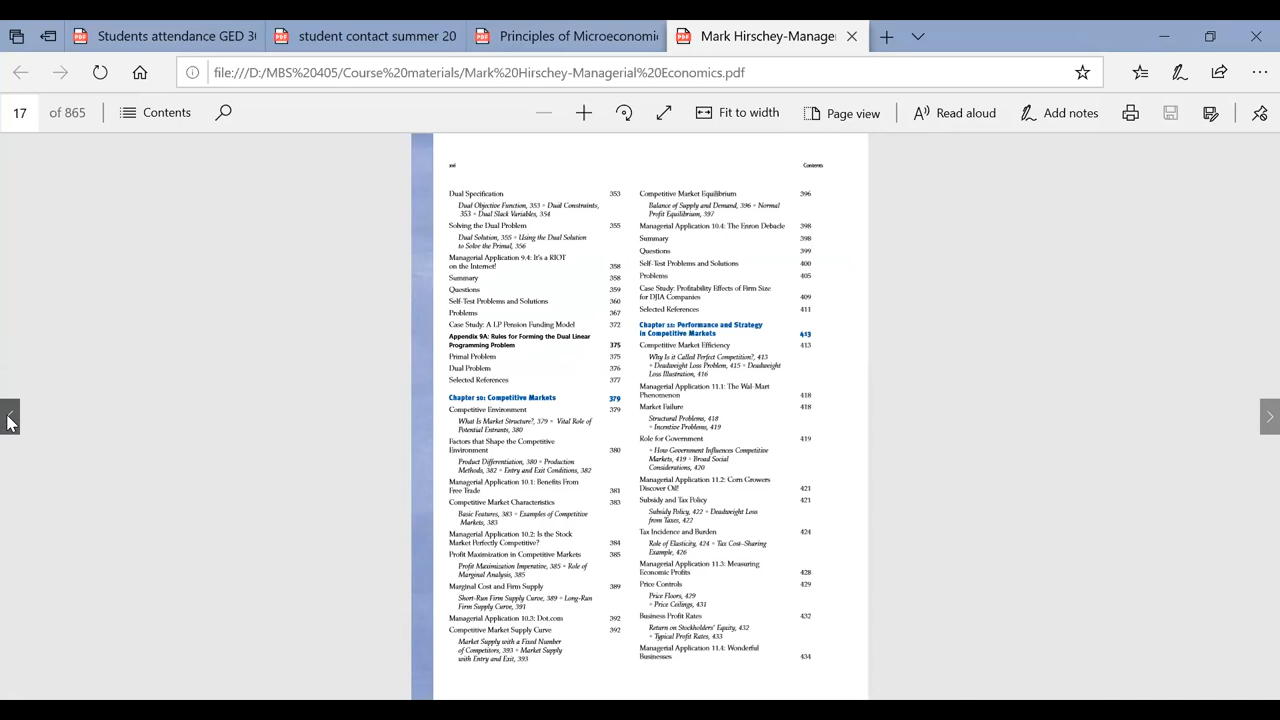 Students attendance GED 3(
student contact summer 20
Principles of Microeconomi
Mark Hirschey-Manage
file:///D:/MBS%20405/Course%20materials/Mark%20Hirschey-Managerial%20Economics.pdf
17 of 865
Contents
Fit to width
Page view
Read aloud
Add notes
xvi
Contents
Dual Specification 353
Dual Objective Function, 353 • Dual Constraints,
353 • Dual Slack Variables, 354
Solving the Dual Problem 355
Dual Solution, 355 • Using the Dual Solution
to Solve the Primal, 356
Managerial Application 9.4: It's a RIOT
on the Internet! 358
Summary 358
Questions 359
Self-Test Problems and Solutions 360
Problems 367
Case Study: A LP Pension Funding Model 372
Appendix 9A: Rules for Forming the Dual Linear
Programming Problem 375
Primal Problem 375
Dual Problem 376
Selected References 377
Chapter 10: Competitive Markets 379
Competitive Environment 379
What Is Market Structure?, 379 • Vital Role of
Potential Entrants, 380
Factors that Shape the Competitive
Environment 380
Product Differentiation, 380 • Production
Methods, 382 • Entry and Exit Conditions, 382
Managerial Application 10.1: Benefits From
Free Trade 381
Competitive Market Characteristics 383
Basic Features, 383 • Examples of Competitive
Markets, 383
Managerial Application 10.2: Is the Stock
Market Perfectly Competitive? 384
Profit Maximization in Competitive Markets 385
Profit Maximization Imperative, 385 • Role of
Marginal Analysis, 385
Marginal Cost and Firm Supply 389
Short-Run Firm Supply Curve, 389 • Long-Run
Firm Supply Curve, 391
Managerial Application 10.3: Dot.com 392
Competitive Market Supply Curve 392
Market Supply with a Fixed Number
of Competitors, 393 • Market Supply
with Entry and Exit, 393
Competitive Market Equilibrium 396
Balance of Supply and Demand, 396 • Normal
Profit Equilibrium, 397
Managerial Application 10.4: The Enron Debacle 398
Summary 398
Questions 399
Self-Test Problems and Solutions 400
Problems 405
Case Study: Profitability Effects of Firm Size
for DJIA Companies 409
Selected References 411
Chapter 11: Performance and Strategy
in Competitive Markets 413
Competitive Market Efficiency 413
Why Is it Called Perfect Competition?, 413
• Deadweight Loss Problem, 415 • Deadweight
Loss Illustration, 416
Managerial Application 11.1: The Wal-Mart
Phenomenon 418
Market Failure 418
Structural Problems, 418
• Incentive Problems, 419
Role for Government 419
• How Government Influences Competitive
Markets, 419 • Broad Social
Considerations, 420
Managerial Application 11.2: Corn Growers
Discover Oil! 421
Subsidy and Tax Policy 421
Subsidy Policy, 422 • Deadweight Loss
from Taxes, 422
Tax Incidence and Burden 424
Role of Elasticity, 424 • Tax Cost–Sharing
Example, 426
Managerial Application 11.3: Measuring
Economic Profits 428
Price Controls 429
Price Floors, 429
• Price Ceilings, 431
Business Profit Rates 432
Return on Stockholders' Equity, 432
• Typical Profit Rates, 433
Managerial Application 11.4: Wonderful
Businesses 434